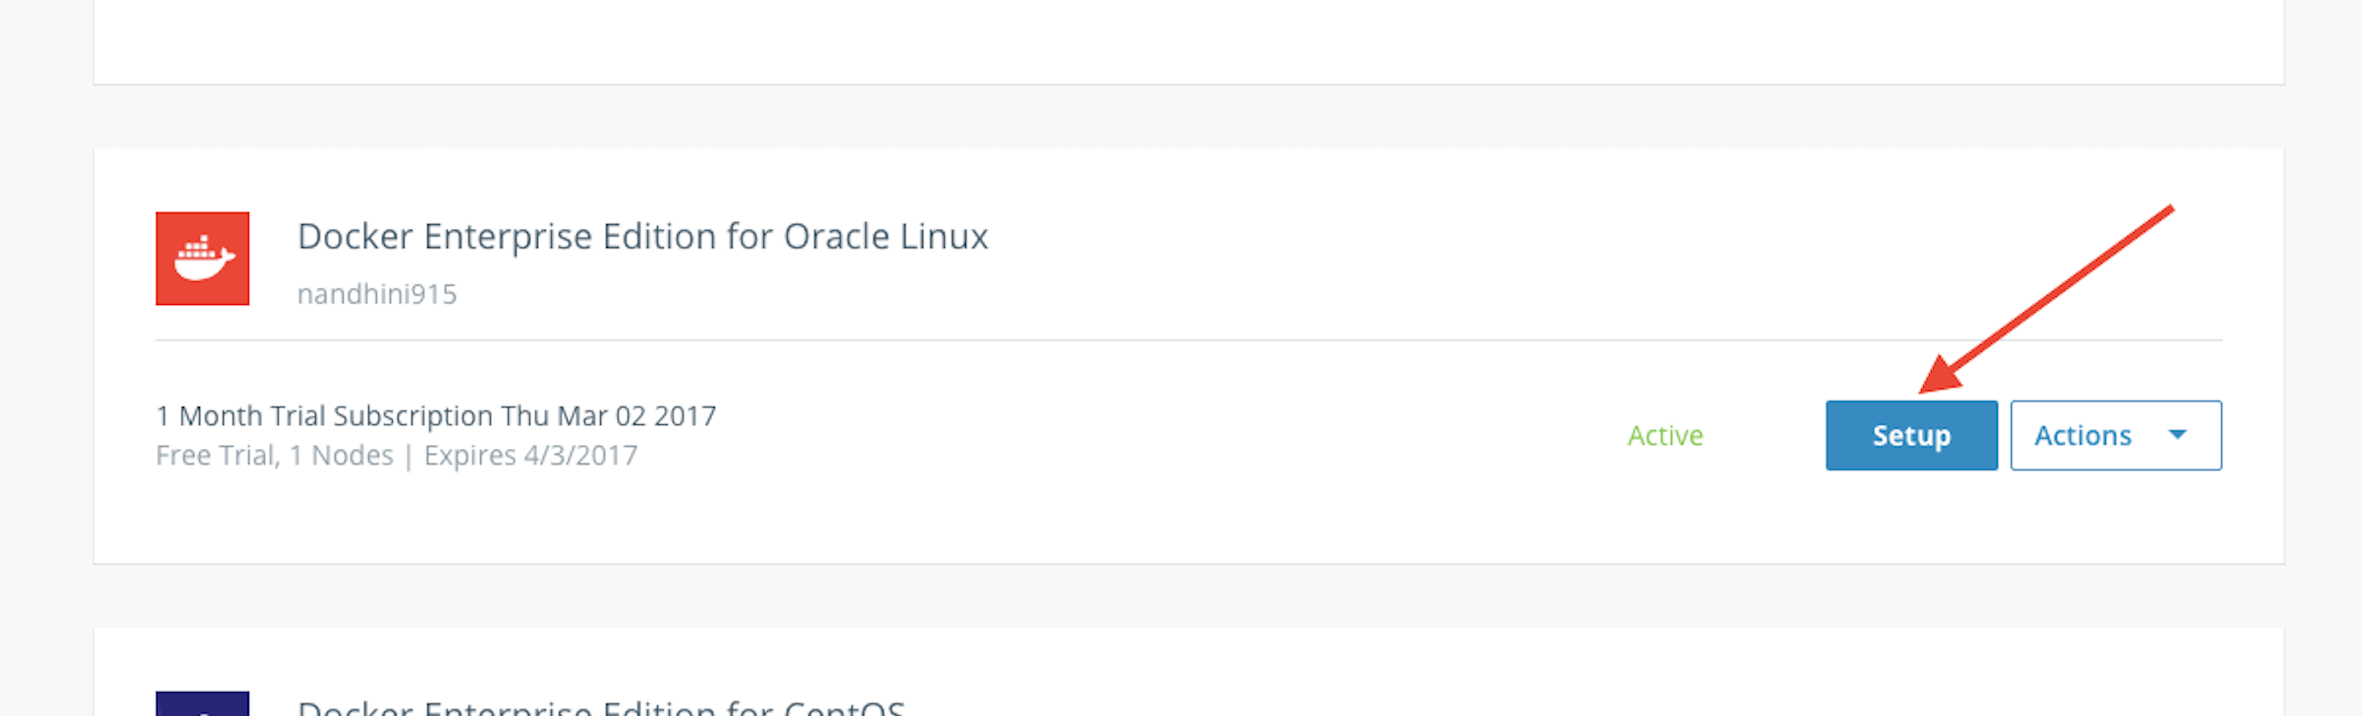 Docker Enterprise Edition for Oracle Linux
nandhini915
1 Month Trial Subscription Thu Mar 02 2017
Free Trial, 1 Nodes | Expires 4/3/2017
Active
Setup
Actions
Docker Enterprise Edition for CentOS